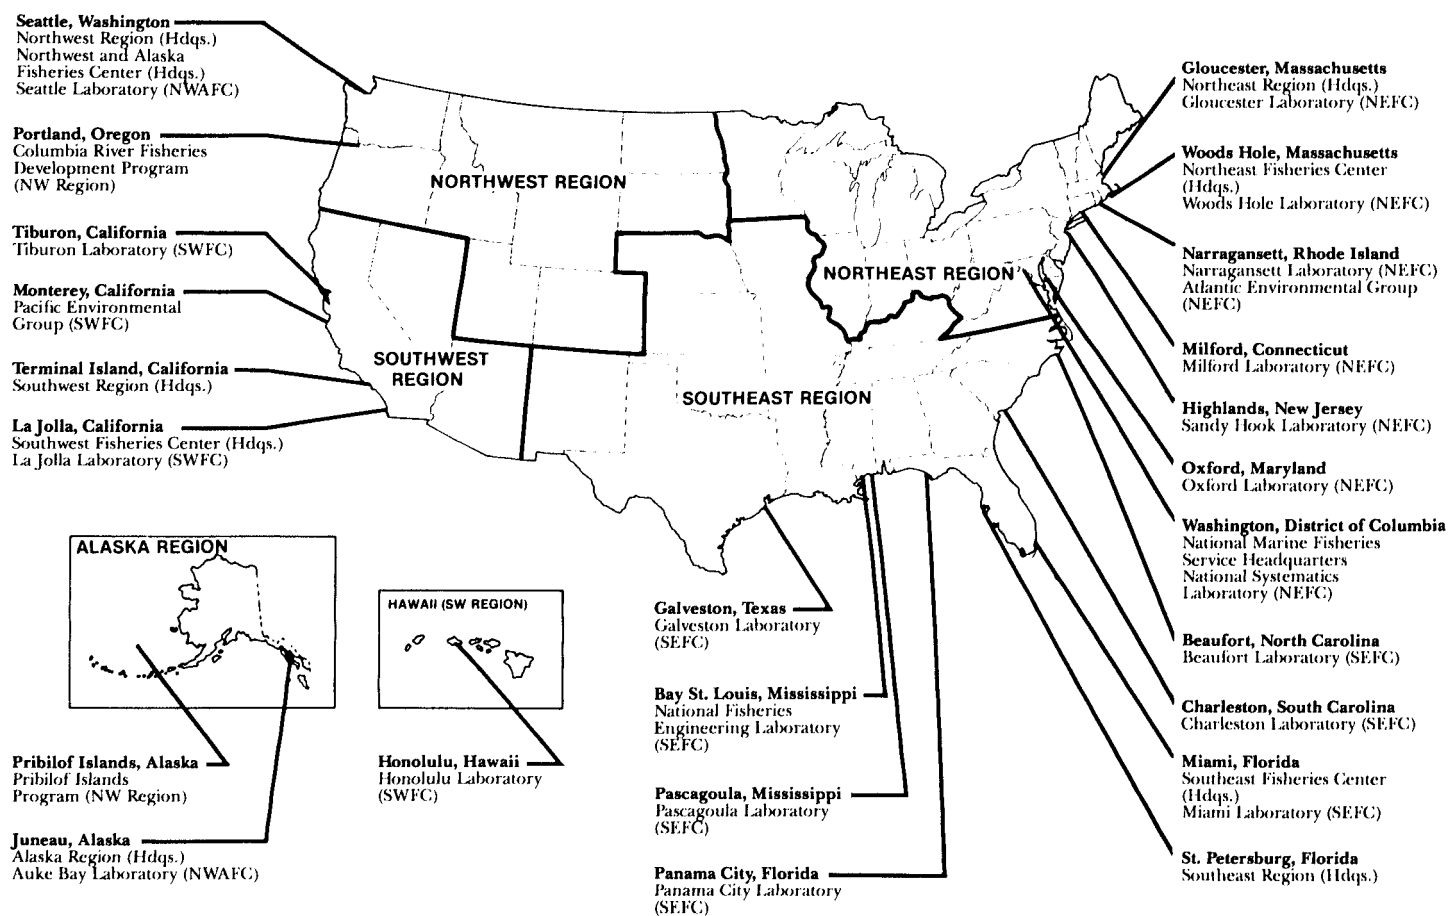 Seattle, Washington
Northwest Region (Hdqs.)
Northwest and Alaska
Fisheries Center (Hdqs.)
Seattle Laboratory (NWAFC)
Portland, Oregon
Columbia River Fisheries
Development Program
(NW Region)
Tiburon, California
Tiburon Laboratory (SWFC)
Monterey, California
Pacific Environmental
Group (SWFC)
Terminal Island, California
Southwest Region (Hdqs.)
La Jolla, California
Southwest Fisheries Center (Hdqs.)
La Jolla Laboratory (SWFC)
NORTHWEST REGION
SOUTHWEST
REGION
NORTHEAST REGION
SOUTHEAST REGION
Gloucester, Massachusetts
Northeast Region (Hdqs.)
Gloucester Laboratory (NEFC)
Woods Hole, Massachusetts
Northeast Fisheries Center
(Hdqs.)
Woods Hole Laboratory (NEFC)
Narragansett, Rhode Island
Narragansett Laboratory (NEFC)
Atlantic Environmental Group
(NEFC)
Milford, Connecticut
Milford Laboratory (NEFC)
Highlands, New Jersey
Sandy Hook Laboratory (NEFC)
Oxford, Maryland
Oxford Laboratory (NEFC)
Washington, District of Columbia
National Marine Fisheries
Service Headquarters
National Systematics
Laboratory (NEFC)
Beaufort, North Carolina
Beaufort Laboratory (SEFC)
Charleston, South Carolina
Charleston Laboratory (SEFC)
Miami, Florida
Southeast Fisheries Center
(Hdqs.)
Miami Laboratory (SEFC)
St. Petersburg, Florida
Southeast Region (Hdqs.)
ALASKA REGION
Pribilof Islands, Alaska
Pribilof Islands
Program (NW Region)
Juneau, Alaska
Alaska Region (Hdqs.)
Auke Bay Laboratory (NWAFC)
HAWAII (SW REGION)
Honolulu, Hawaii
Honolulu Laboratory
(SWFC)
Galveston, Texas
Galveston Laboratory
(SEFC)
Bay St. Louis, Mississippi
National Fisheries
Engineering Laboratory
(SEFC)
Pascagoula, Mississippi
Pascagoula Laboratory
(SEFC)
Panama City, Florida
Panama City Laboratory
(SEFC)